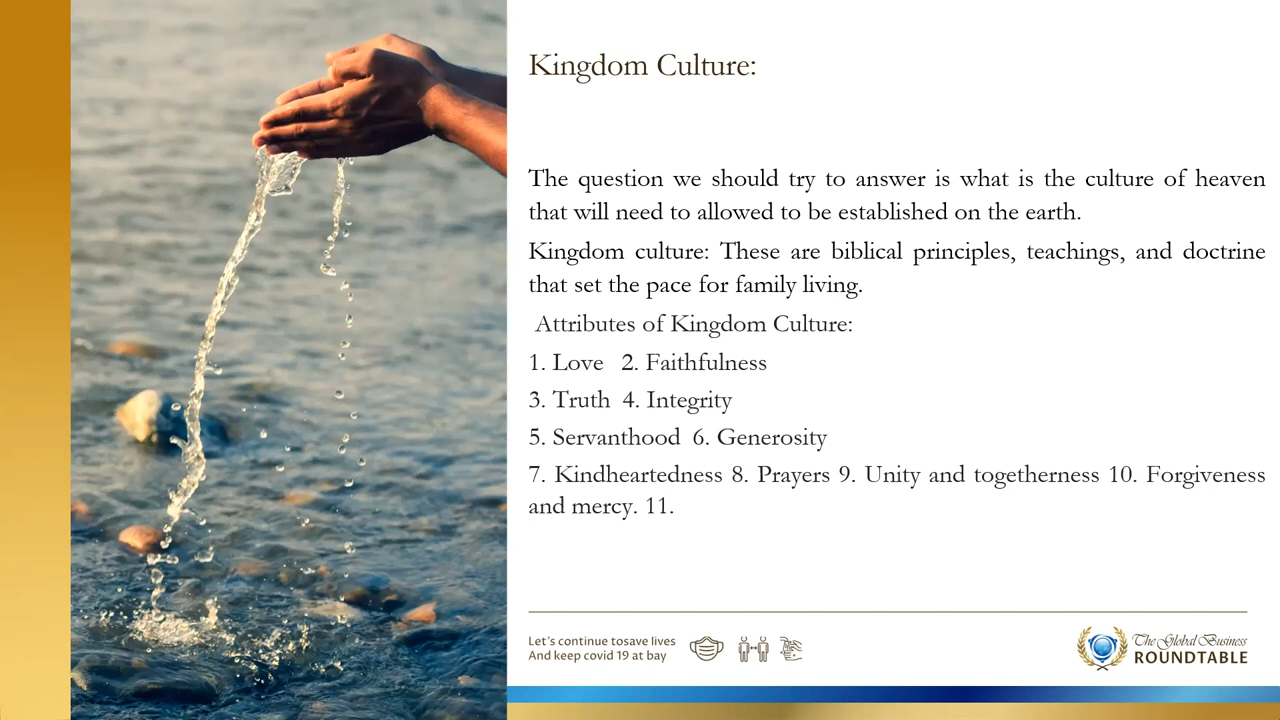 Kingdom Culture:
The question we should try to answer is what is the culture of heaven
that will need to allowed to be established on the earth.
Kingdom culture: These are biblical principles, teachings, and doctrine
that set the pace for family living.
Attributes of Kingdom Culture:
1. Love 2. Faithfulness
3. Truth 4. Integrity
5. Servanthood 6. Generosity
7. Kindheartedness 8. Prayers 9. Unity and togetherness 10. Forgiveness
and mercy. 11.
Let's continue tosave lives
And keep covid 19 at bay
The Global Business
ROUNDTABLE